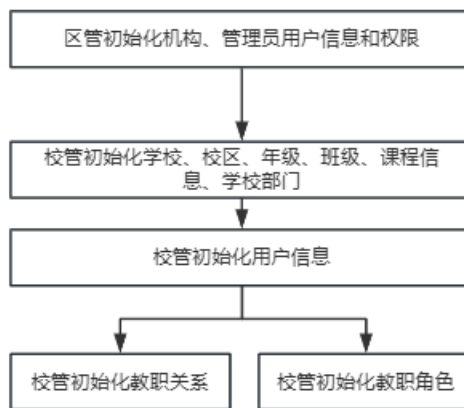 区管初始化机构、管理员用户信息和权限
校管初始化学校、校区、年级、班级、课程信
息、学校部门
校管初始化用户信息
校管初始化教职关系
校管初始化教职角色